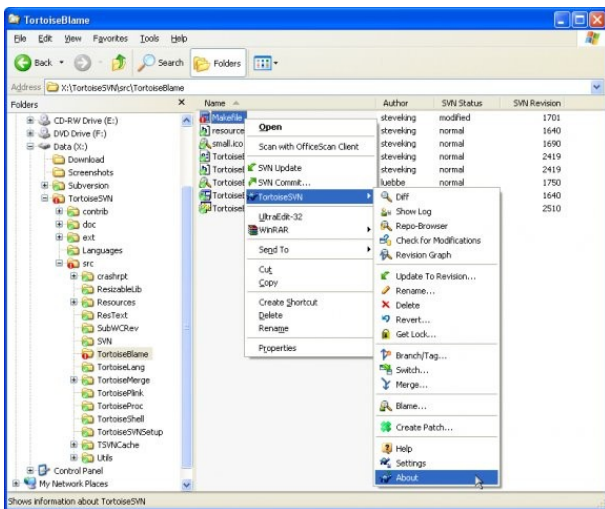 TortoiseBlame
File Edit View Favorites Tools Help
Back Search Folders
Address X:\TortoiseSVN\src\TortoiseBlame
Folders
CD-RW Drive (E:)
DVD Drive (F:)
Data (X:)
Download
Screenshots
Subversion
TortoiseSVN
contrib
doc
ext
Languages
src
crashrpt
ResizableLib
Resources
ResText
SubWCRev
SVN
TortoiseBlame
TortoiseLang
TortoiseMerge
TortoisePlink
TortoiseProc
TortoiseShell
TortoiseSVNSetup
TSVNCache
Utils
Control Panel
My Network Places
Name Author SVN Status SVN Revision
Makefile steveking modified 1701
resource steveking normal 1640
small.ico steveking normal 1690
Tortoise steveking normal 2419
Tortoise steveking normal 2419
Tortoise luebbe normal 1750
Tortoise 1640
Tortoise 2510
Open
Scan with OfficeScan Client
SVN Update
SVN Commit...
TortoiseSVN
UltraEdit-32
WinRAR
Send To
Cut
Copy
Create Shortcut
Delete
Rename
Properties
Diff
Show Log
Repo-Browser
Check for Modifications
Revision Graph
Update To Revision...
Rename...
Delete
Revert...
Get Lock...
Branch/Tag...
Switch...
Merge...
Blame...
Create Patch...
Help
Settings
About
Shows information about TortoiseSVN